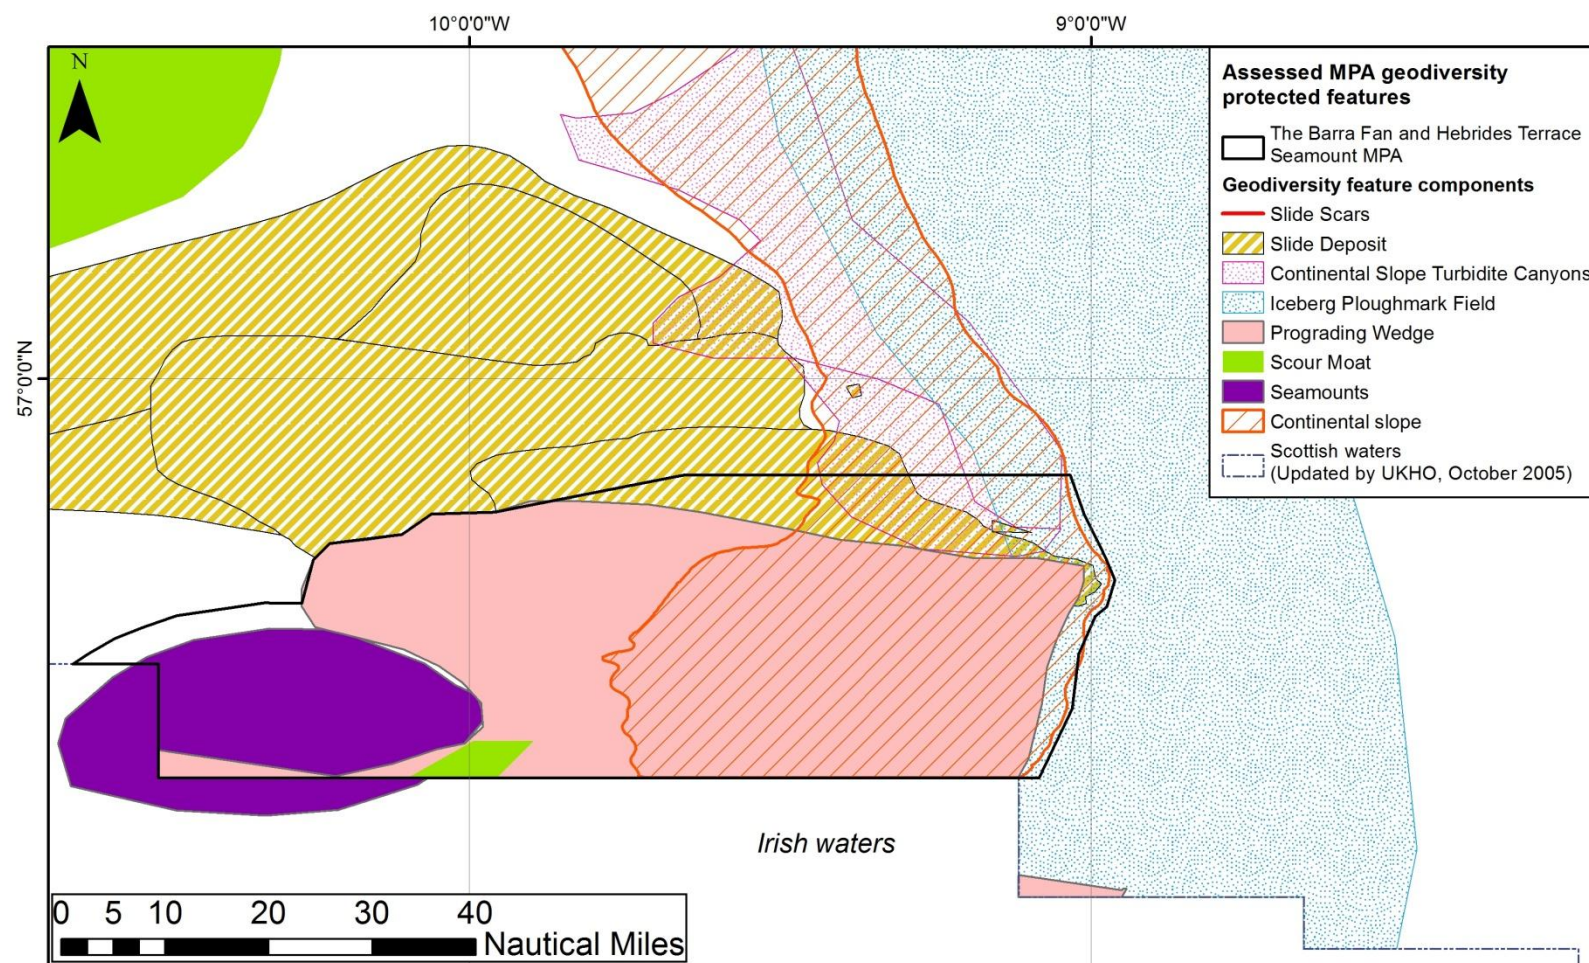 10°0'0"W
9°0'0"W
N
57°0'0"N
Assessed MPA geodiversity
protected features
The Barra Fan and Hebrides Terrace
Seamount MPA
Geodiversity feature components
Slide Scars
Slide Deposit
Continental Slope Turbidite Canyons
Iceberg Ploughmark Field
Prograding Wedge
Scour Moat
Seamounts
Continental slope
Scottish waters
(Updated by UKHO, October 2005)
Irish waters
0 5 10 20 30 40
Nautical Miles